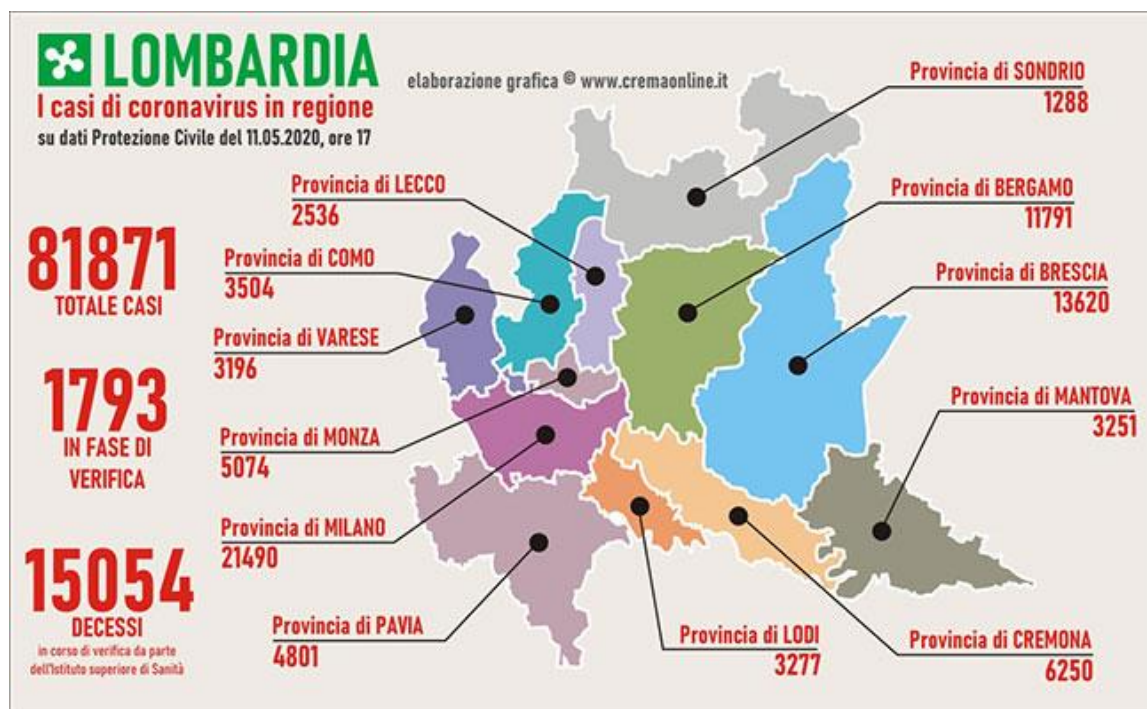 LOMBARDIA
I casi di coronavirus in regione
su dati Protezione Civile del 11.05.2020, ore 17
elaborazione grafica © www.cremaonline.it
81871
TOTALE CASI
1793
IN FASE DI
VERIFICA
15054
DECESSI
in corso di verifica da parte
dell'Istituto superiore di Sanità
Provincia di SONDRIO
1288
Provincia di LECCO
2536
Provincia di BERGAMO
11791
Provincia di COMO
3504
Provincia di BRESCIA
13620
Provincia di VARESE
3196
Provincia di MANTOVA
3251
Provincia di MONZA
5074
Provincia di MILANO
21490
Provincia di PAVIA
4801
Provincia di LODI
3277
Provincia di CREMONA
6250